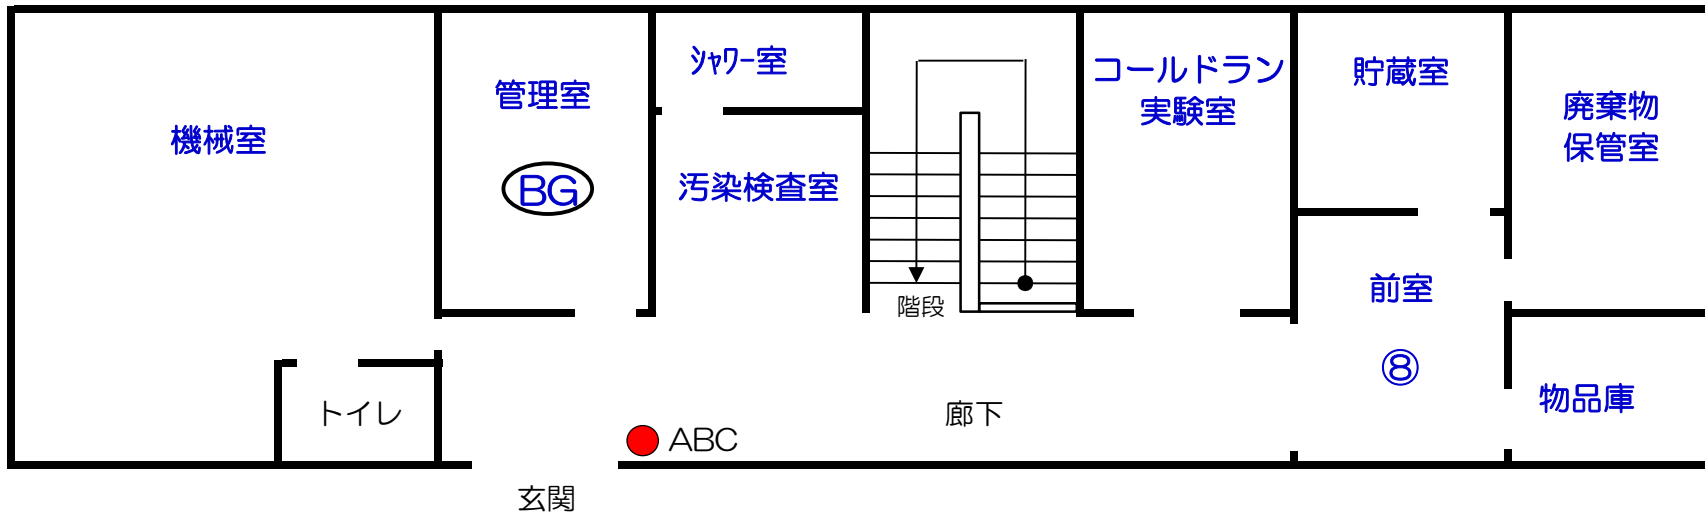 機械室
管理室
BG
シャワー室
汚染検査室
階段
コールドラン
実験室
貯蔵室
廃棄物
保管室
前室
⑧
物品庫
トイレ
ABC
廊下
玄関